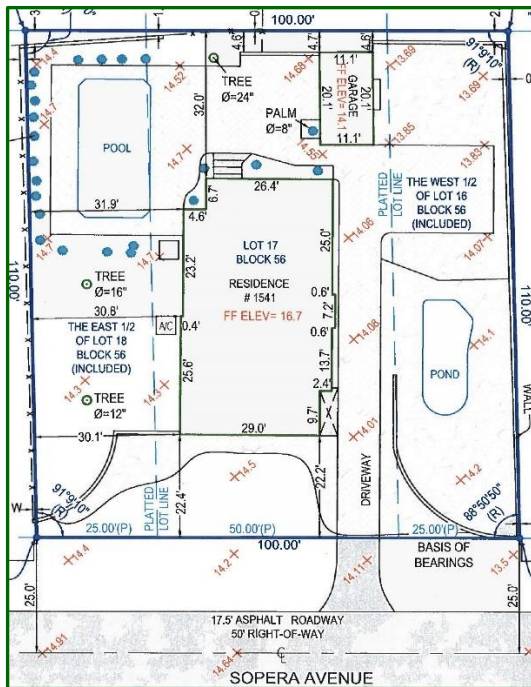 3
1
0
2
100.00'
14.4
4.6'
4.7'
4.6'
91°9'10"
(R)
11.1'
13.69
14.52
14.68
13.69
TREE
Ø=24"
32.0'
20.1'
GARAGE
FF ELEV= 14.1
20.1'
14.7
PALM
Ø=8"
11.1'
13.85
POOL
14.7
14.55
13.83
6.7'
26.4'
31.9'
4.6'
PLATTED
LOT LINE
THE WEST 1/2
OF LOT 16
BLOCK 56
(INCLUDED)
14.7
14.7
LOT 17
BLOCK 56
25.0'
14.06
14.07
23.2'
RESIDENCE
# 1541
FF ELEV= 16.7
110.00'
TREE
Ø=16"
0.6'
7.2'
0.6'
110.00'
30.6'
A/C
0.4'
14.08
14.1
THE EAST 1/2
OF LOT 18
BLOCK 56
(INCLUDED)
25.6'
13.7'
2.4'
POND
14.3
14.3
TREE
Ø=12"
9.7'
WALL
30.1'
29.0'
14.01
14.5
14.2
22.4'
22.2'
DRIVEWAY
91°9'10"
(R)
W
PLATTED
LOT LINE
88°50'50"
(R)
25.00'(P)
50.00'(P)
25.00'(P)
100.00'
BASIS OF
BEARINGS
14.4
14.2
14.11
13.5
25.0'
25.0'
17.5' ASPHALT ROADWAY
50' RIGHT-OF-WAY
14.91
14.64
SOPERA AVENUE